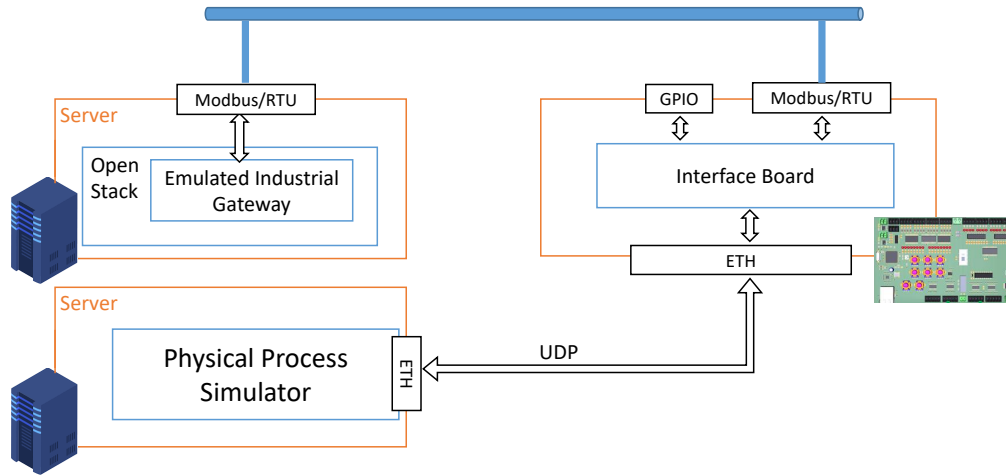 Modbus/RTU
Server
Open
Stack
Emulated Industrial
Gateway
GPIO
Modbus/RTU
Interface Board
ETH
Server
Physical Process
Simulator
ETH
UDP